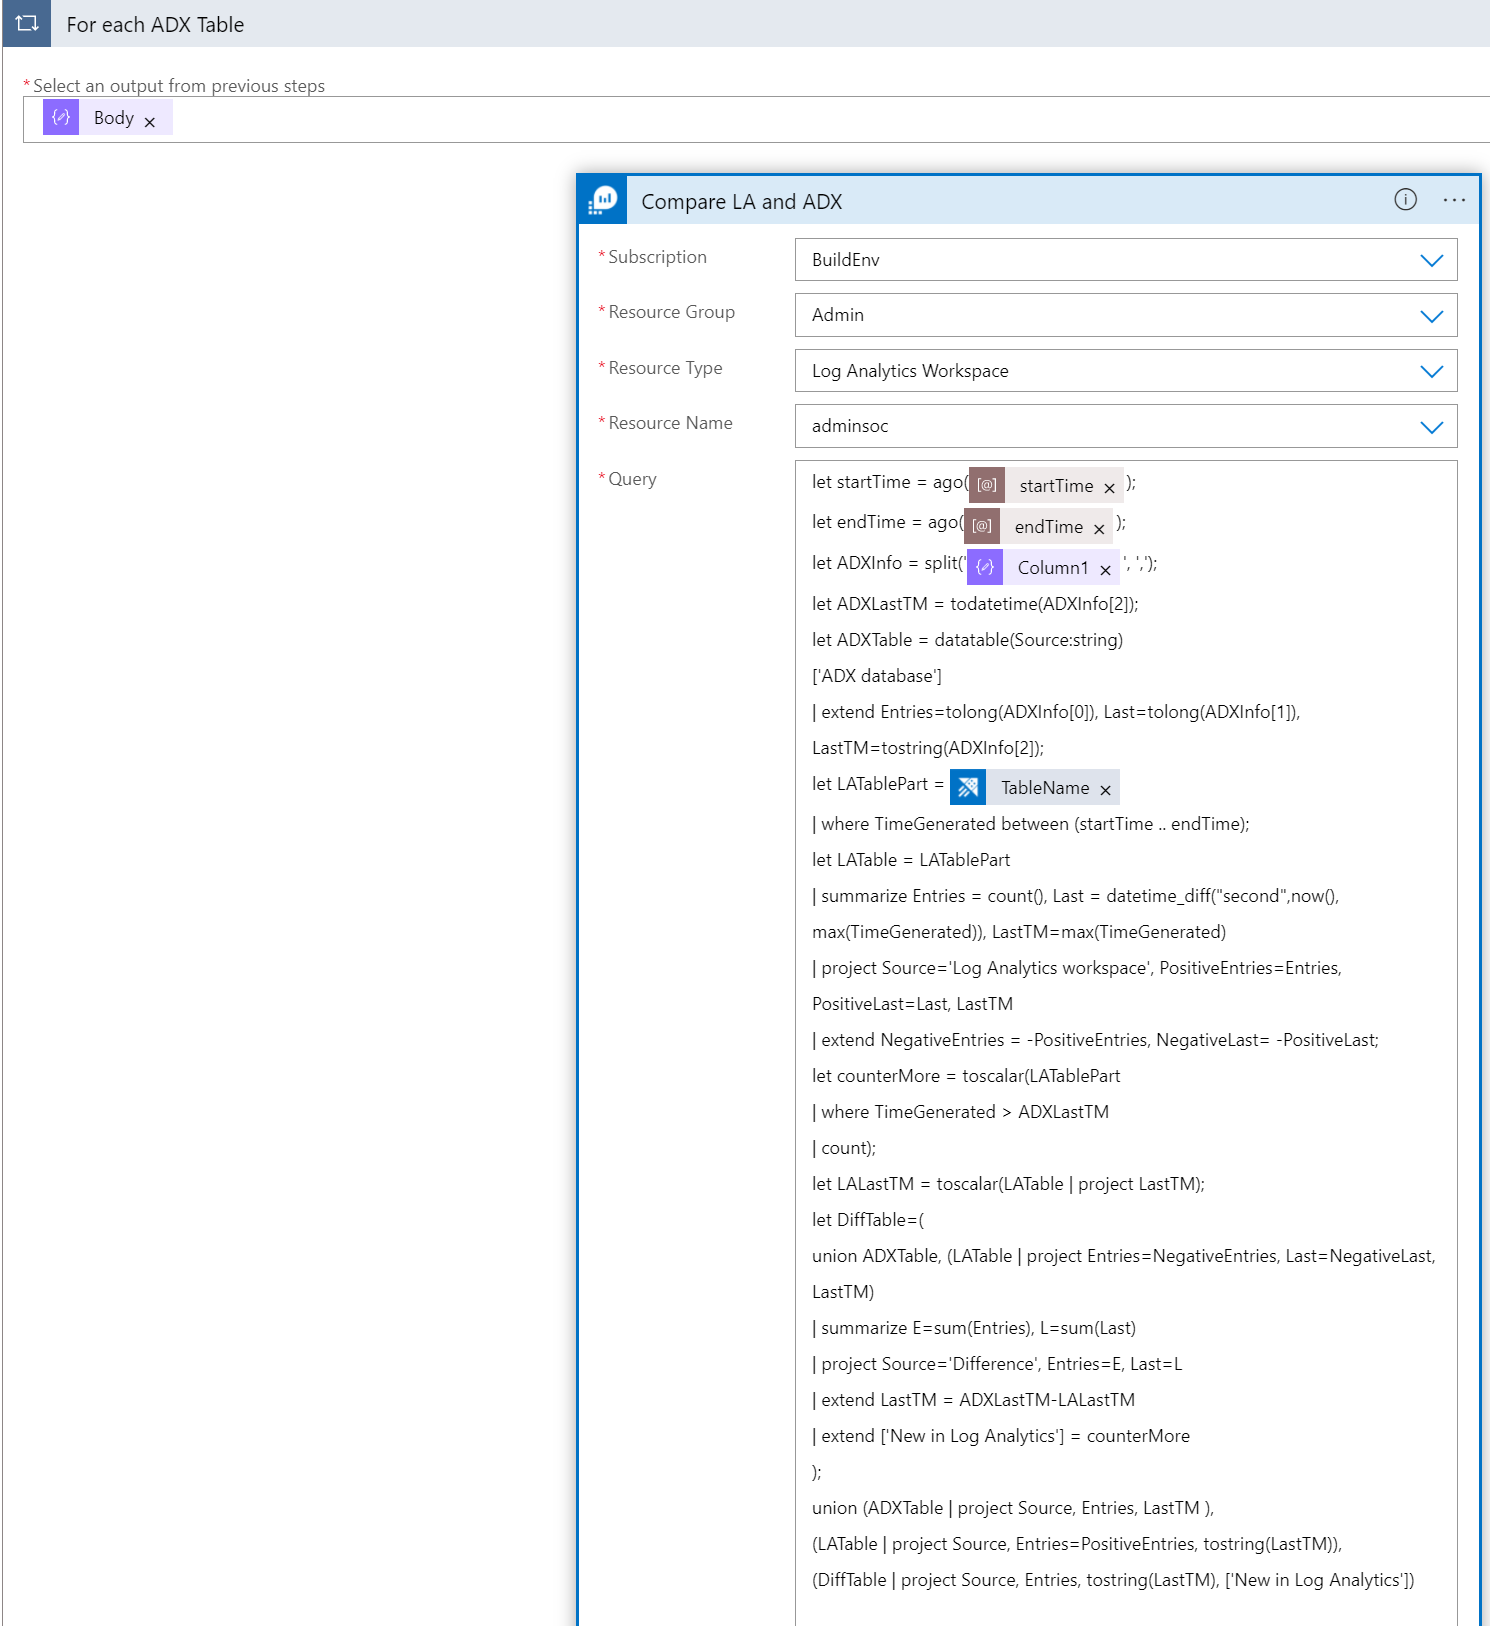 For each ADX Table
* Select an output from previous steps
Body ×
Compare LA and ADX
* Subscription
BuildEnv
* Resource Group
Admin
* Resource Type
Log Analytics Workspace
* Resource Name
adminsoc
* Query
let startTime = ago( [@] startTime × );
let endTime = ago( [@] endTime × );
let ADXInfo = split(' Column1 × ', ',');
let ADXLastTM = todatetime(ADXInfo[2]);
let ADXTable = datatable(Source:string)
['ADX database']
| extend Entries=tolong(ADXInfo[0]), Last=tolong(ADXInfo[1]),
LastTM=tostring(ADXInfo[2]);
let LATablePart = TableName ×
| where TimeGenerated between (startTime .. endTime);
let LATable = LATablePart
| summarize Entries = count(), Last = datetime_diff("second",now(),
max(TimeGenerated)), LastTM=max(TimeGenerated)
| project Source='Log Analytics workspace', PositiveEntries=Entries,
PositiveLast=Last, LastTM
| extend NegativeEntries = -PositiveEntries, NegativeLast= -PositiveLast;
let counterMore = toscalar(LATablePart
| where TimeGenerated > ADXLastTM
| count);
let LALastTM = toscalar(LATable | project LastTM);
let DiffTable=(
union ADXTable, (LATable | project Entries=NegativeEntries, Last=NegativeLast,
LastTM)
| summarize E=sum(Entries), L=sum(Last)
| project Source='Difference', Entries=E, Last=L
| extend LastTM = ADXLastTM-LALastTM
| extend ['New in Log Analytics'] = counterMore
);
union (ADXTable | project Source, Entries, LastTM ),
(LATable | project Source, Entries=PositiveEntries, tostring(LastTM)),
(DiffTable | project Source, Entries, tostring(LastTM), ['New in Log Analytics'])